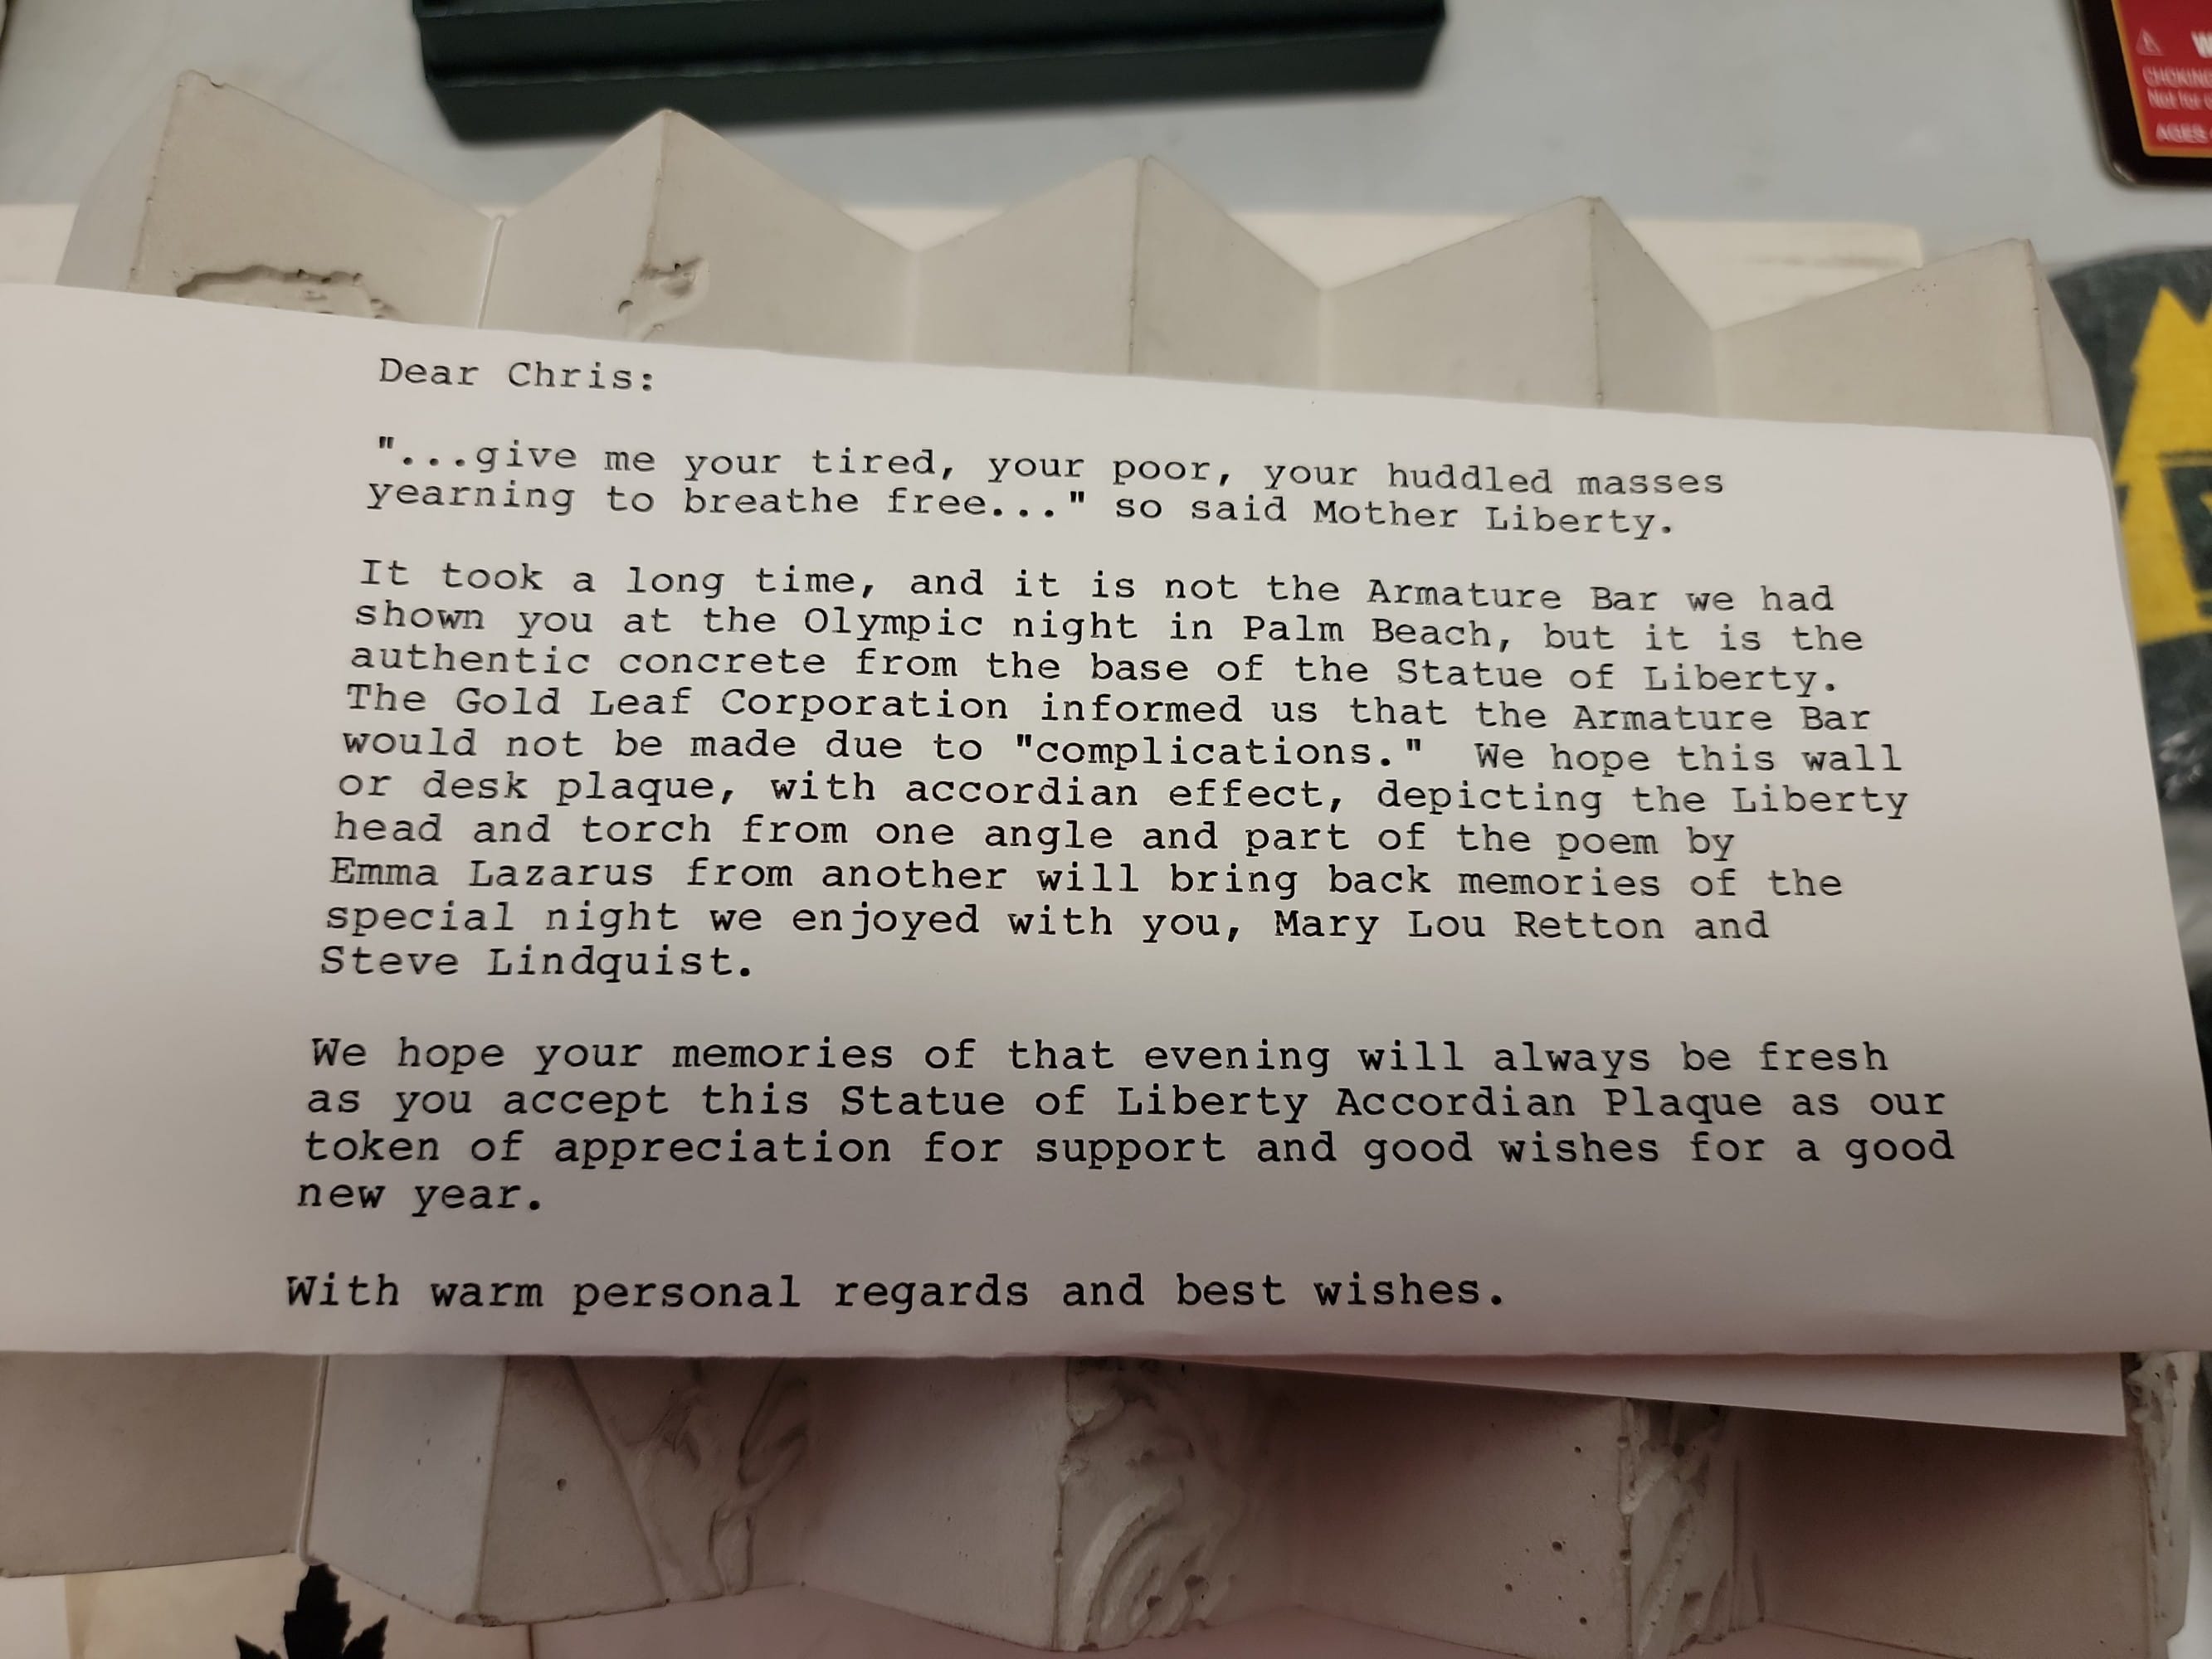 Dear Chris:
"...give me your tired, your poor, your huddled masses
yearning to breathe free..." so said Mother Liberty.
It took a long time, and it is not the Armature Bar we had
shown you at the Olympic night in Palm Beach, but it is the
authentic concrete from the base of the Statue of Liberty.
The Gold Leaf Corporation informed us that the Armature Bar
would not be made due to "complications." We hope this wall
or desk plaque, with accordian effect, depicting the Liberty
head and torch from one angle and part of the poem by
Emma Lazarus from another will bring back memories of the
special night we enjoyed with you, Mary Lou Retton and
Steve Lindquist.
We hope your memories of that evening will always be fresh
as you accept this Statue of Liberty Accordian Plaque as our
token of appreciation for support and good wishes for a good
new year.
With warm personal regards and best wishes.
Not for
AGES